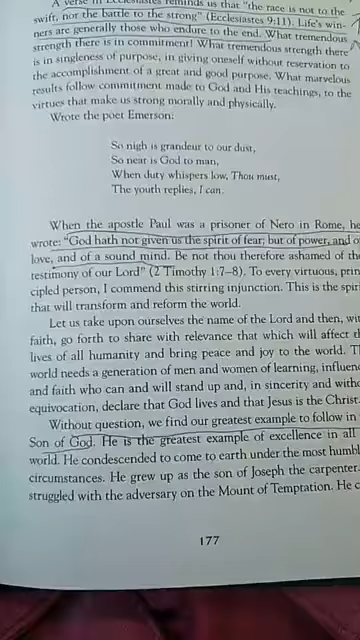 A verse in Ecclesiastes reminds us that "the race is not to the
swift, nor the battle to the strong" (Ecclesiastes 9:11). Life's win-
ners are generally those who endure to the end. What tremendous
strength there is in commitment! What tremendous strength there
is in singleness of purpose, in giving oneself without reservation to
the accomplishment of a great and good purpose. What marvelous
results follow commitment made to God and His teachings, to the
virtues that make us strong morally and physically.
Wrote the poet Emerson:
So nigh is grandeur to our dust,
So near is God to man,
When duty whispers low, Thou must,
The youth replies, I can.
When the apostle Paul was a prisoner of Nero in Rome, he
wrote: "God hath not given us the spirit of fear; but of power, and o
love, and of a sound mind. Be not thou therefore ashamed of the
testimony of our Lord" (2 Timothy 1:7–8). To every virtuous, prin
cipled person, I commend this stirring injunction. This is the spiri
that will transform and reform the world.
Let us take upon ourselves the name of the Lord and then, wit
faith, go forth to share with relevance that which will affect th
lives of all humanity and bring peace and joy to the world. T
world needs a generation of men and women of learning, influenc
and faith who can and will stand up and, in sincerity and witho
equivocation, declare that God lives and that Jesus is the Christ.
Without question, we find our greatest example to follow in
Son of God. He is the greatest example of excellence in all
world. He condescended to come to earth under the most humbl
circumstances. He grew up as the son of Joseph the carpenter.
struggled with the adversary on the Mount of Temptation. He c
177